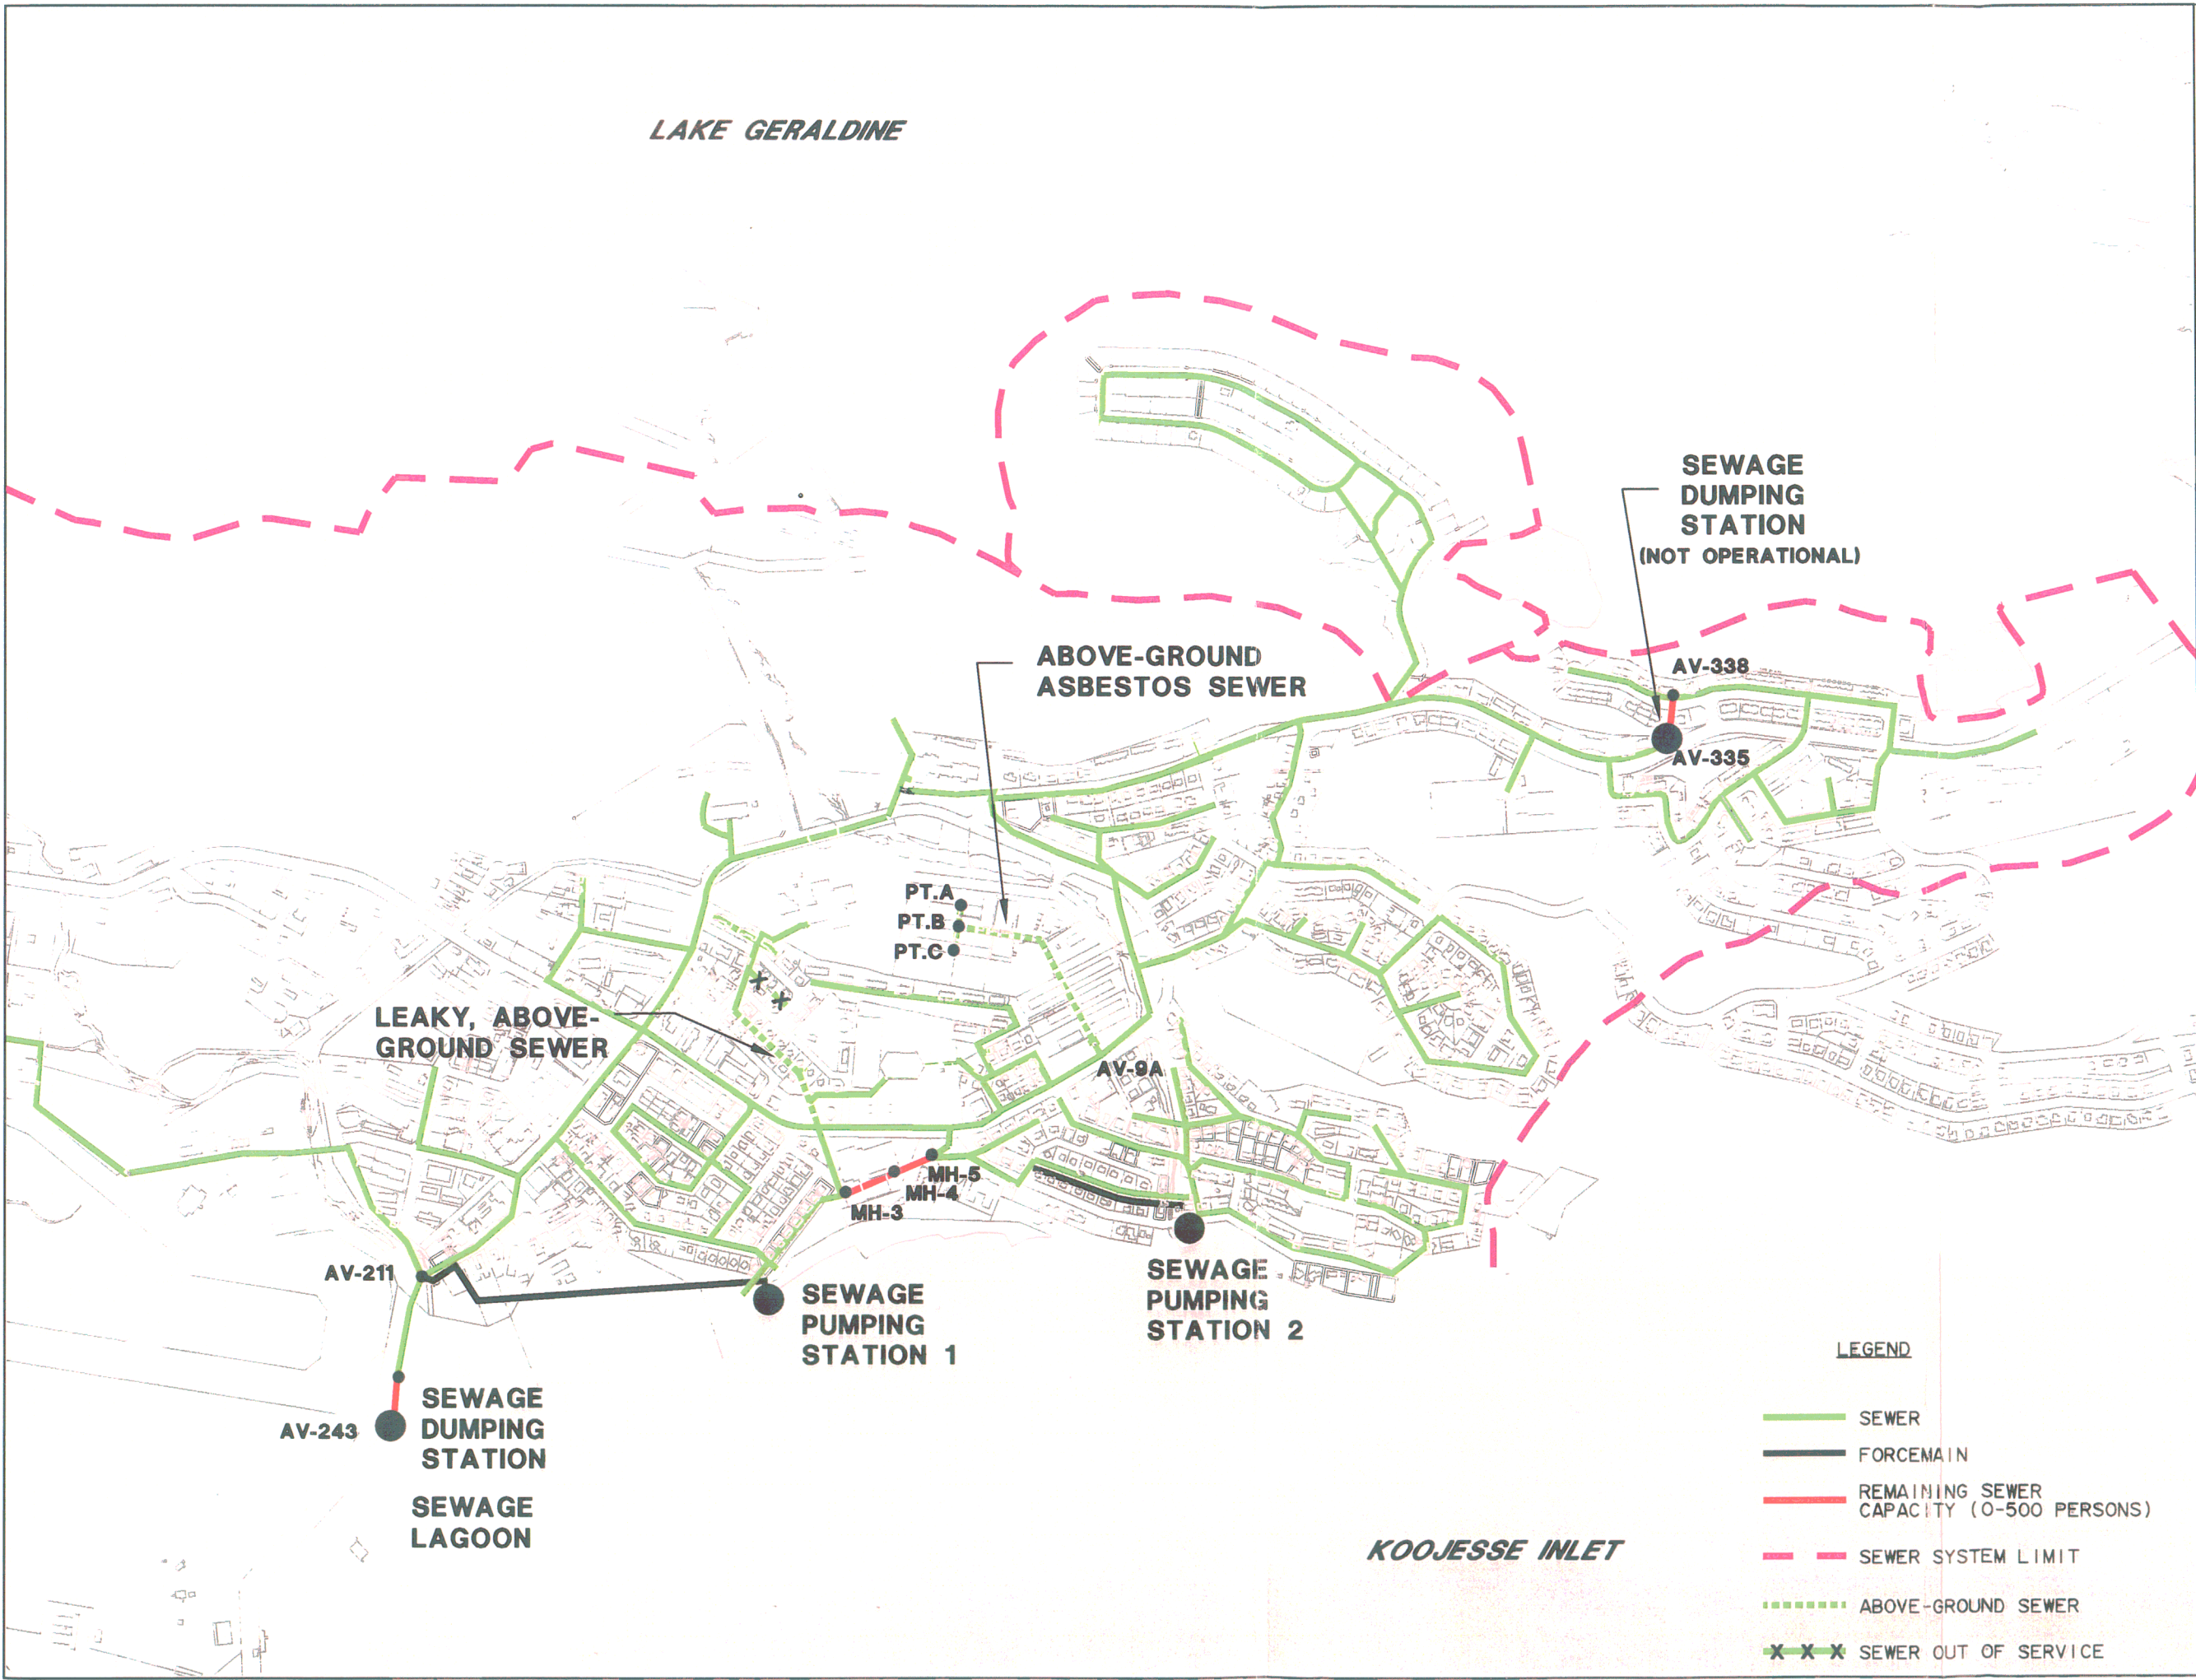 LAKE GERALDINE
SEWAGE
DUMPING
STATION
(NOT OPERATIONAL)
ABOVE-GROUND
ASBESTOS SEWER
AV-338
AV-335
PT.A
PT.B
PT.C
LEAKY, ABOVE-
GROUND SEWER
AV-9A
MH-5
MH-4
MH-3
AV-211
SEWAGE
PUMPING
STATION 1
SEWAGE
PUMPING
STATION 2
AV-243
SEWAGE
DUMPING
STATION
SEWAGE
LAGOON
KOOJESSE INLET
LEGEND
SEWER
FORCEMAIN
REMAINING SEWER
CAPACITY (0-500 PERSONS)
SEWER SYSTEM LIMIT
ABOVE-GROUND SEWER
X X X SEWER OUT OF SERVICE